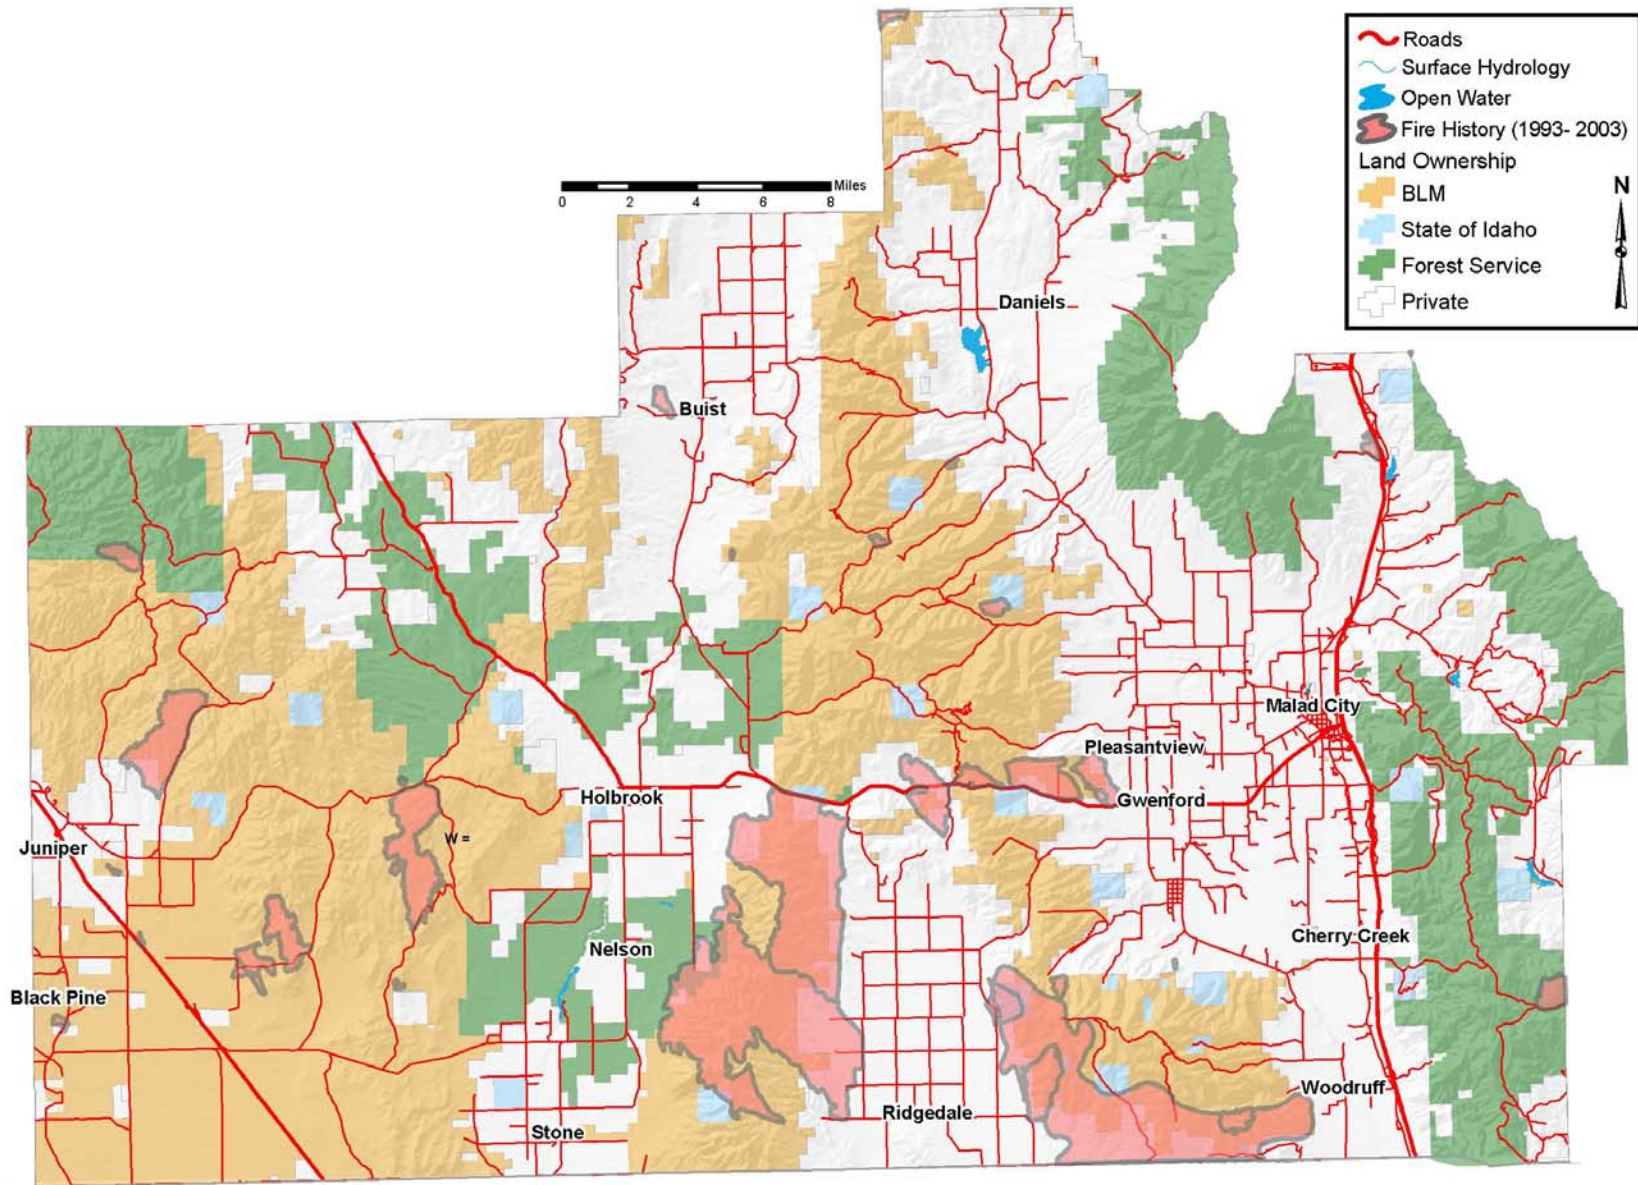 Roads
Surface Hydrology
Open Water
Fire History (1993- 2003)
Land Ownership
BLM
State of Idaho
Forest Service
Private
N
Miles
0 2 4 6 8
Daniels
Buist
Malad City
Pleasantview
Holbrook
Gwenford
W =
Juniper
Cherry Creek
Nelson
Black Pine
Woodruff
Ridgedale
Stone